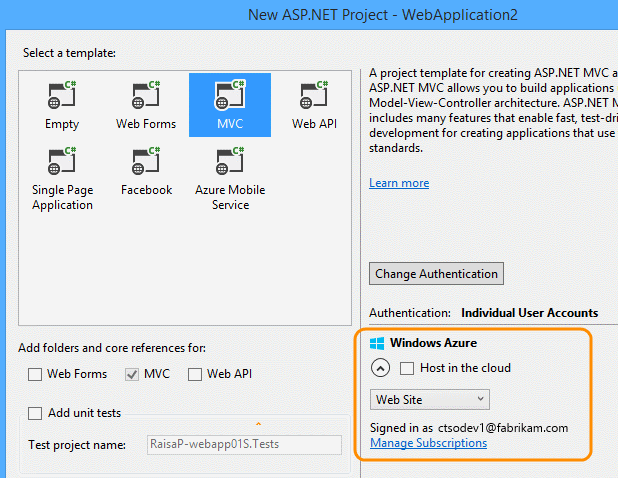 New ASP.NET Project - WebApplication2
Select a template:
C# C# C# C#
Empty Web Forms MVC Web API
C# C# C#
Single Page Application
Facebook
Azure Mobile Service
A project template for creating ASP.NET MVC a
ASP.NET MVC allows you to build applications
Model-View-Controller architecture. ASP.NET M
includes many features that enable fast, test-dri
development for creating applications that use
standards.
Learn more
Change Authentication
Authentication: Individual User Accounts
Add folders and core references for:
Web Forms MVC Web API
Add unit tests
Test project name: RaisaP-webapp01S.Tests
Windows Azure
Host in the cloud
Web Site
Signed in as ctsodev1@fabrikam.com
Manage Subscriptions